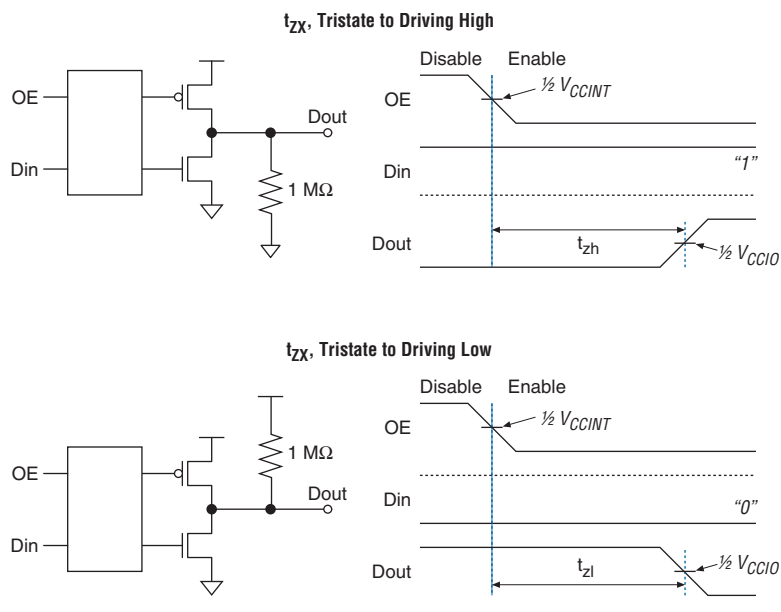 tZX, Tristate to Driving High
OE
Din
Dout
1 MΩ
Disable Enable
OE
½ VCCINT
Din
“1”
Dout
tzh
½ VCCIO
tZX, Tristate to Driving Low
OE
Din
1 MΩ
Dout
Disable Enable
OE
½ VCCINT
Din
“0”
Dout
tzl
½ VCCIO